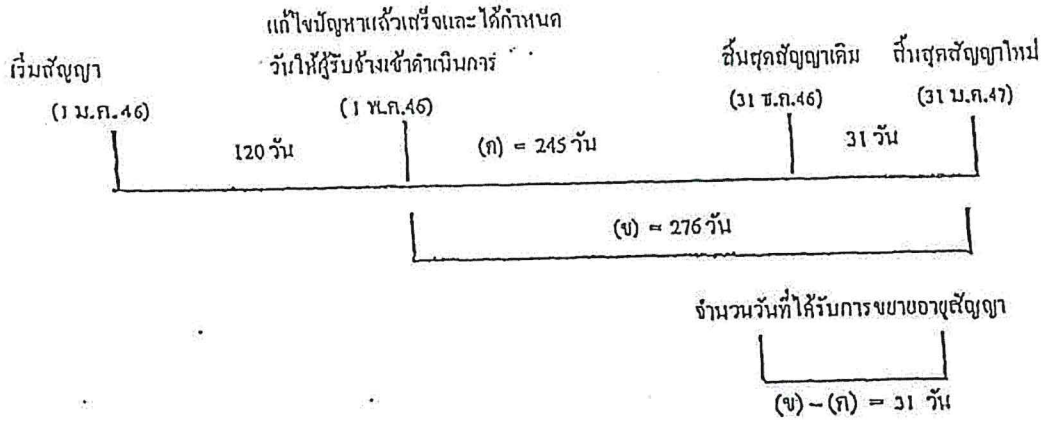 แก้ไขปัญหาแล้วเสร็จและได้กำหนด
วันให้ผู้รับจ้างเข้าดำเนินการ
เริ่มสัญญา
(1 ม.ค.46)
(1 พ.ค.46)
สิ้นสุดสัญญาเดิม
(31 ธ.ค.46)
สิ้นสุดสัญญาใหม่
(31 ม.ค.47)
120 วัน
(ก) = 245 วัน
31 วัน
(ข) = 276 วัน
จำนวนวันที่ได้รับการขยายอายุสัญญา
(ข) – (ก) = 31 วัน